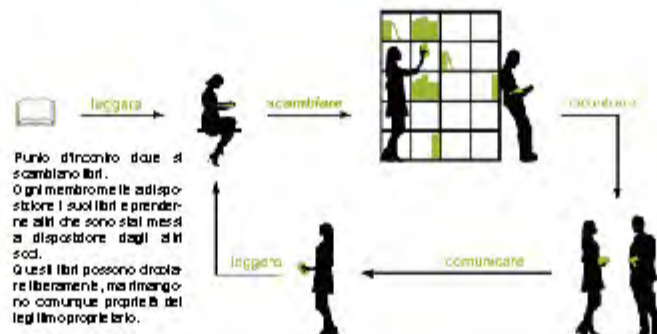 leggere
scambiare
Punto d'incontro dove si
scambiano libri.
Ogni membro mette a dispo-
sizione i suoi libri e prender-
ne altri che sono stati messi
a disposizione dagli altri
soci.
Questi libri possono circola-
re liberamente, ma rimango-
no comunque proprietà del
legittimo proprietario.
leggere
comunicare